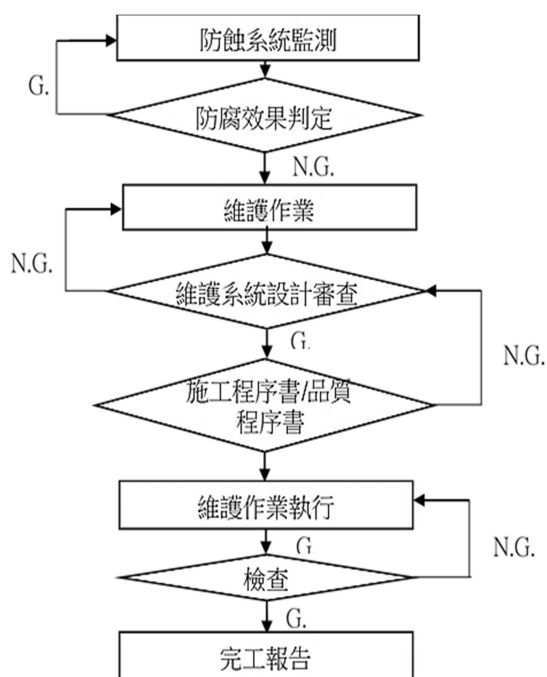 防蝕系統監測
G.
防腐效果判定
N.G.
維護作業
N.G.
維護系統設計審查
G.
N.G.
施工程序書/品質
程序書
維護作業執行
G
N.G.
檢查
G.
完工報告